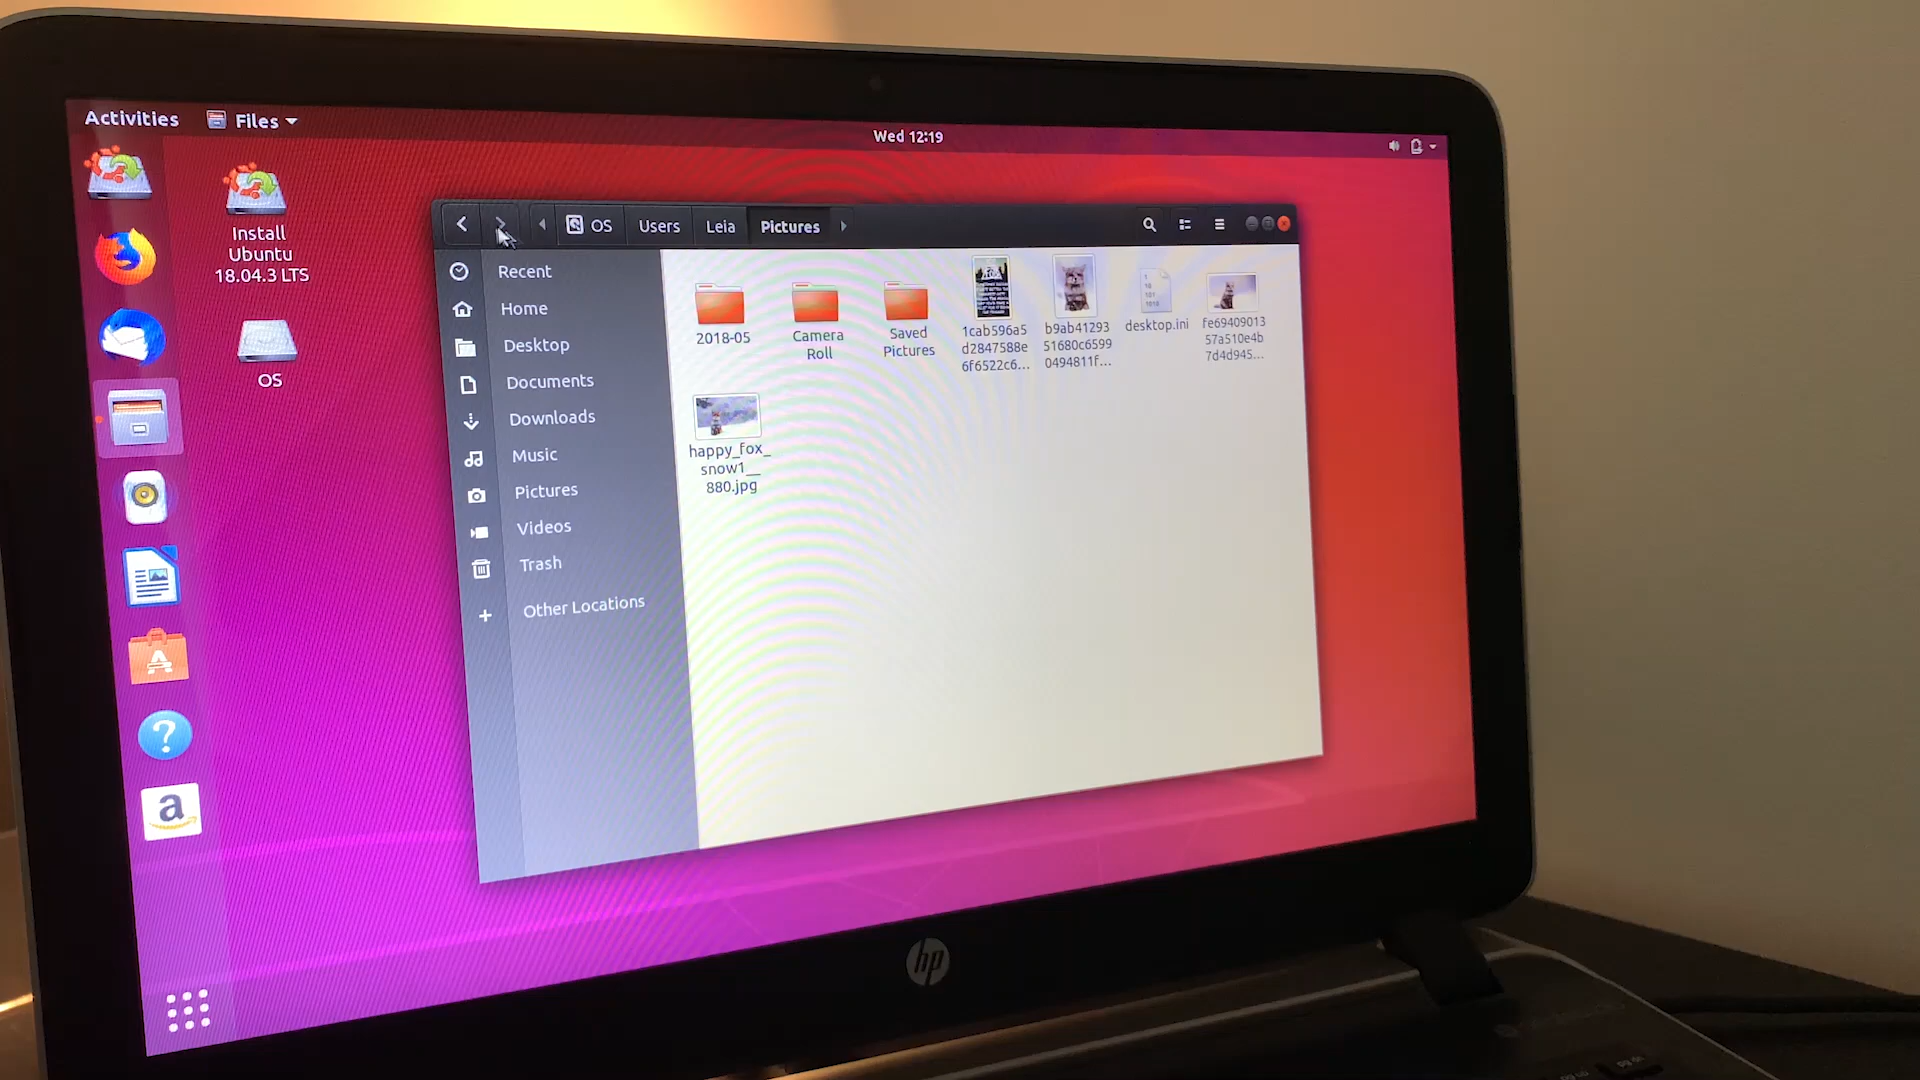 Activities
Files
Wed 12:19
Install
Ubuntu
18.04.3 LTS
OS
OS
Users
Leia
Pictures
Recent
Home
Desktop
Documents
Downloads
Music
Pictures
Videos
Trash
Other Locations
2018-05
Camera
Roll
Saved
Pictures
1cab596a5
d2847588e
6f6522c6...
b9ab41293
51680c6599
0494811f...
desktop.ini
fe69409013
57a510e4b
7d4d945...
happy_fox_
snow1__
880.jpg
hp